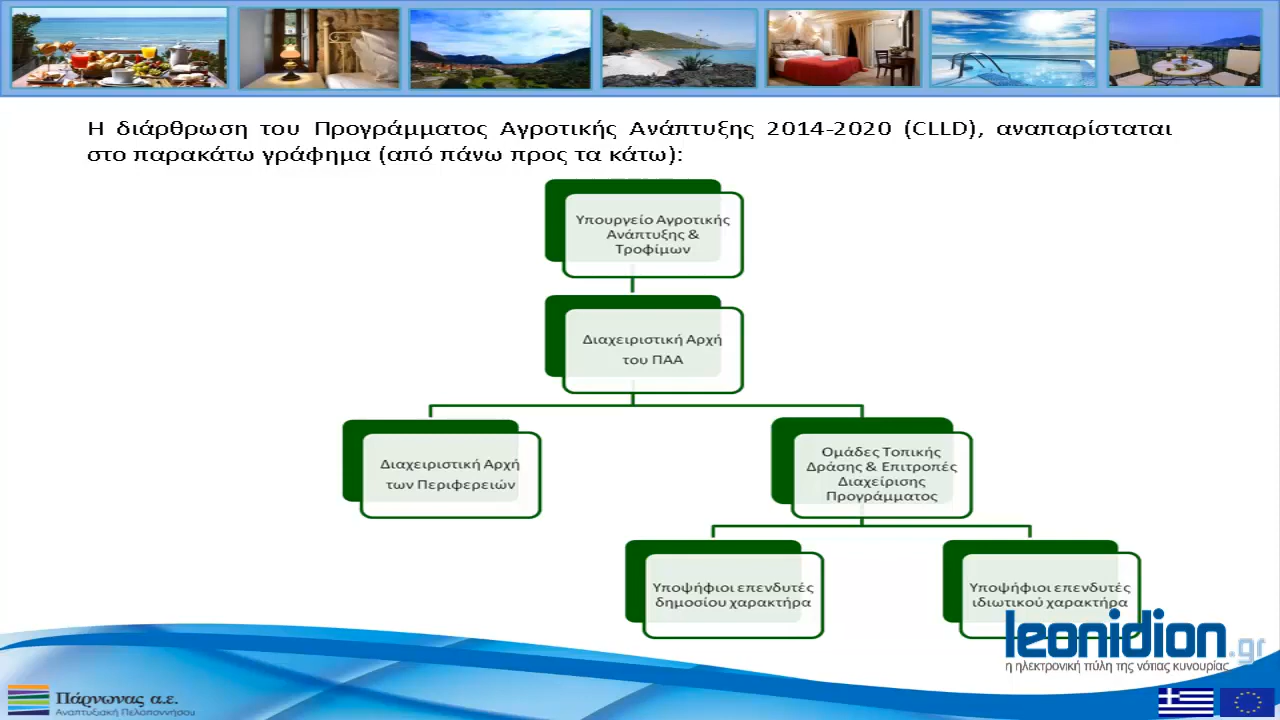 Η διάρθρωση του Προγράμματος Αγροτικής Ανάπτυξης 2014-2020 (CLLD), αναπαρίσταται
στο παρακάτω γράφημα (από πάνω προς τα κάτω):
Υπουργείο Αγροτικής
Ανάπτυξης &
Τροφίμων
Διαχειριστική Αρχή
του ΠΑΑ
Διαχειριστική Αρχή
των Περιφερειών
Ομάδες Τοπικής
Δράσης & Επιτροπές
Διαχείρισης
Προγράμματος
Υποψήφιοι επενδυτές
δημοσίου χαρακτήρα
Υποψήφιοι επενδυτές
ιδιωτικού χαρακτήρα
leonidion.gr
η ηλεκτρονική πύλη της νότιας κυνουρίας
Πάρνωνας α.ε.
Αναπτυξιακή Πελοποννήσου